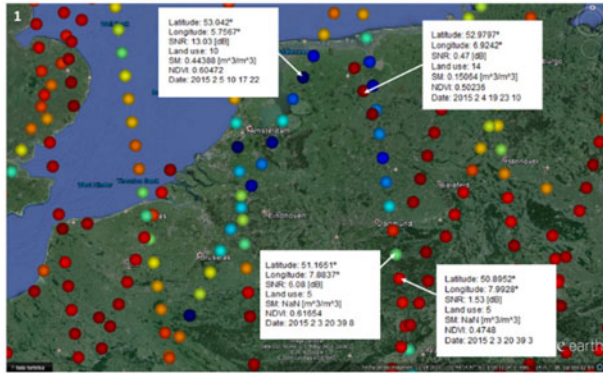 1
Latitude: 53.042°
Longitude: 5.7567°
SNR: 13.03 [dB]
Land use: 10
SM: 0.44388 [m^3/m^3]
NDVI: 0.60472
Date: 2015 2 5 10 17 22
Latitude: 52.9797°
Longitude: 6.9242°
SNR: 0.47 [dB]
Land use: 14
SM: 0.15064 [m^3/m^3]
NDVI: 0.50235
Date: 2015 2 4 19 23 10
Amsterdam
Hannover
Bielefeld
Eindhoven
Dortmund
Brukselas
Latitude: 51.1651°
Longitude: 7.8837°
SNR: 6.08 [dB]
Land use: 5
SM: NaN [m^3/m^3]
NDVI: 0.61654
Date: 2015 2 3 20 39 8
Latitude: 50.8952°
Longitude: 7.9928°
SNR: 1.53 [dB]
Land use: 5
SM: NaN [m^3/m^3]
NDVI: 0.4748
Date: 2015 2 3 20 39 3
earth